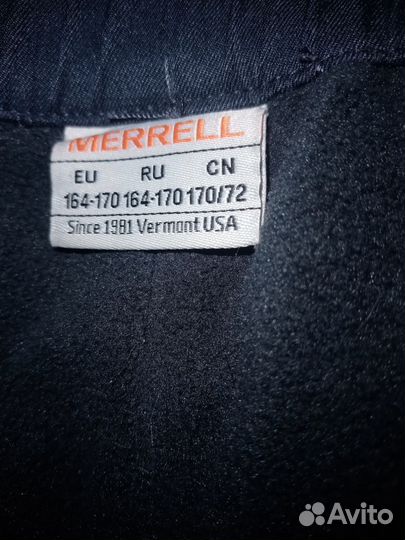 MERRELL
EU RU CN
164-170 164-170 170/72
Since 1981 Vermont USA
Avito